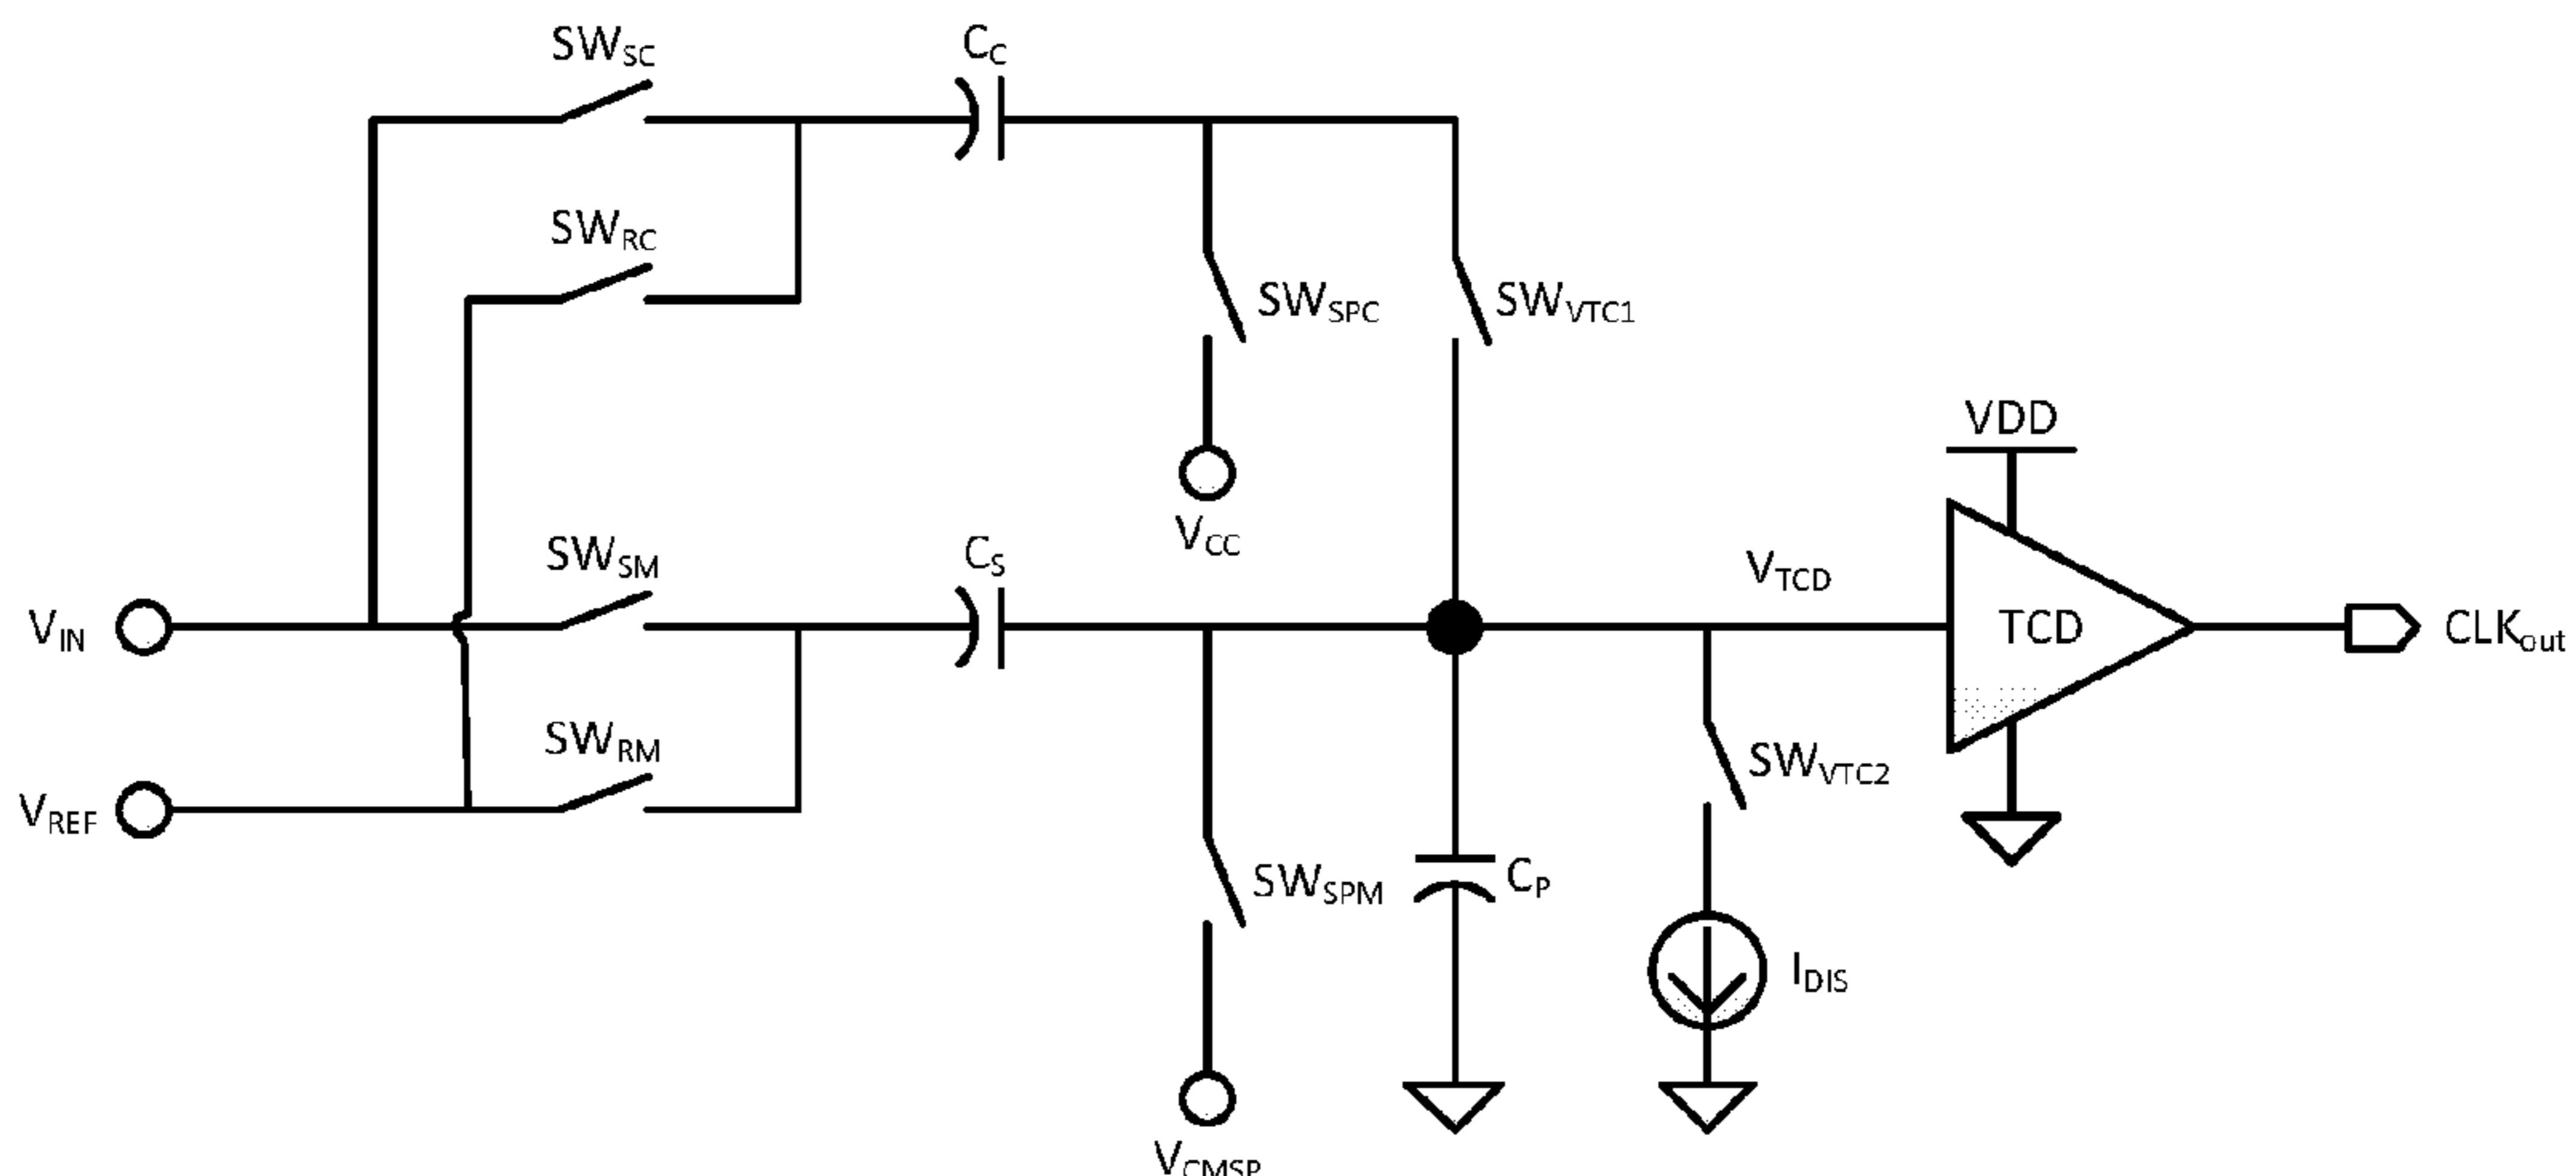 SW_SC
C_C
SW_RC
SW_SPC
SW_VTC1
VDD
V_CC
SW_SM
C_S
V_TCD
V_IN
TCD
CLK_out
SW_RM
SW_VTC2
V_REF
SW_SPM
C_P
I_DIS
V_CMSP